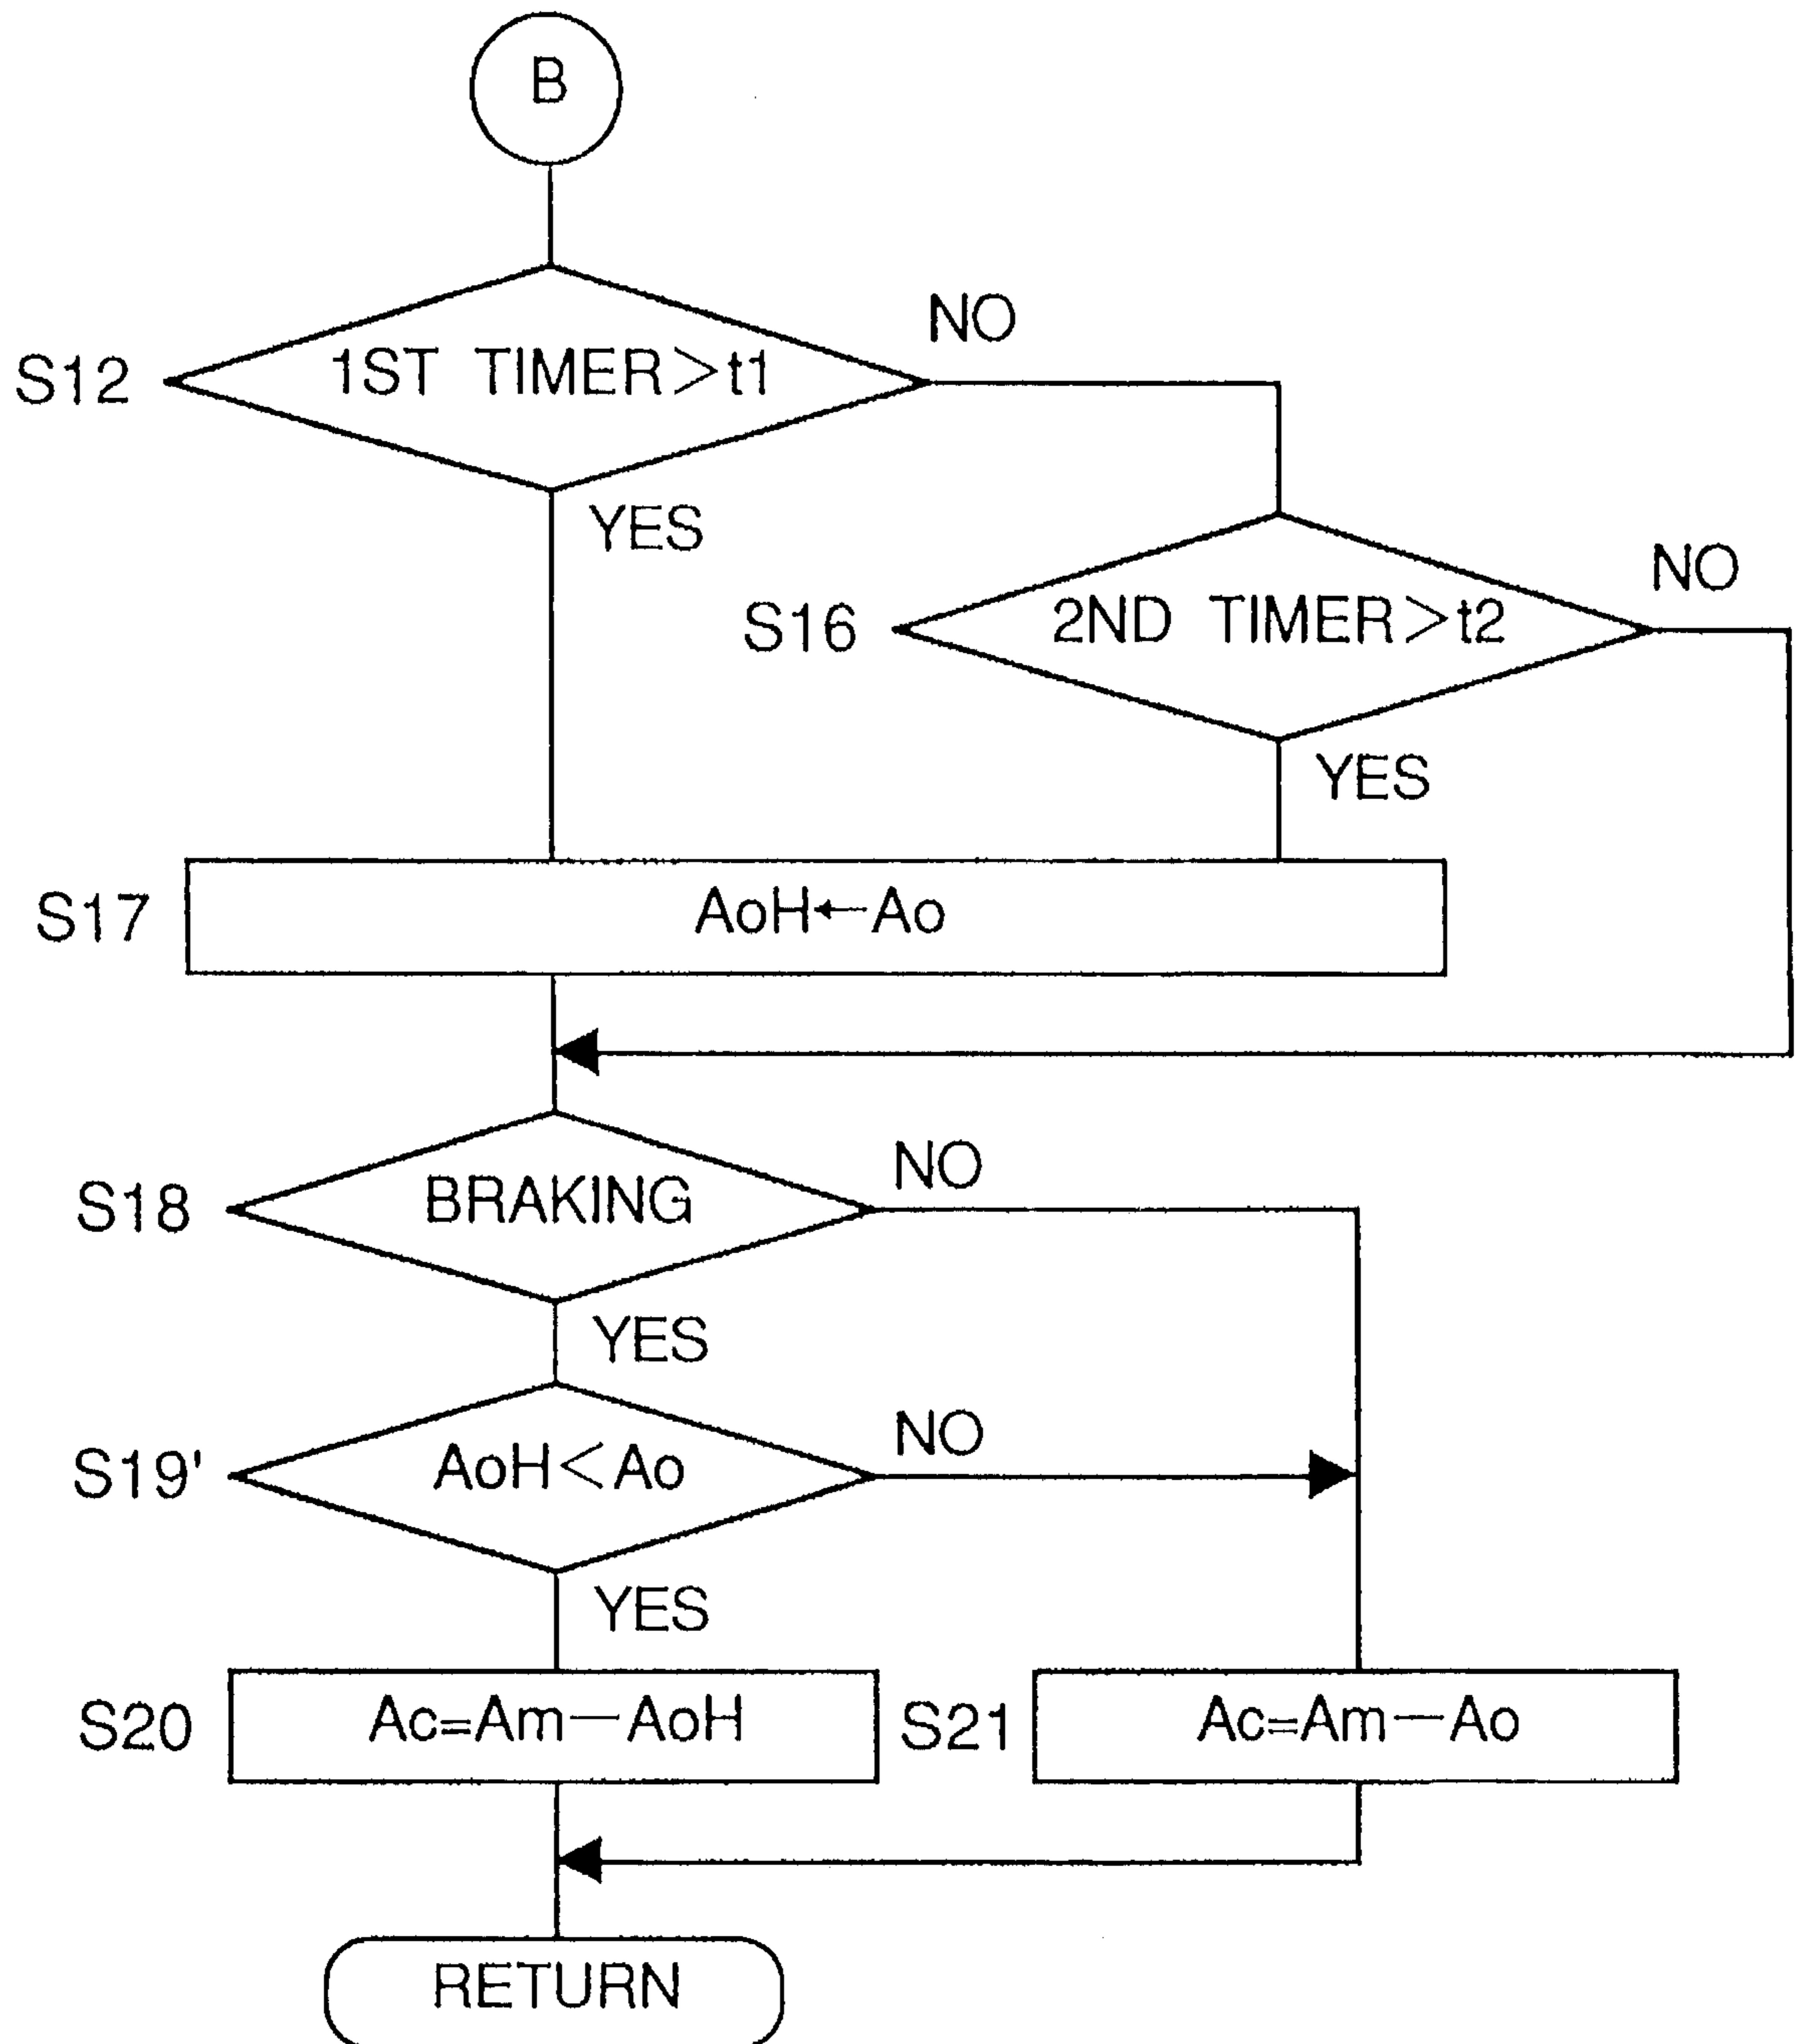 B
NO
S12
1ST TIMER>t1
YES
NO
S16
2ND TIMER>t2
YES
S17
AoH←Ao
NO
S18
BRAKING
YES
NO
S19'
AoH<Ao
YES
S20
Ac=Am—AoH
S21
Ac=Am—Ao
RETURN